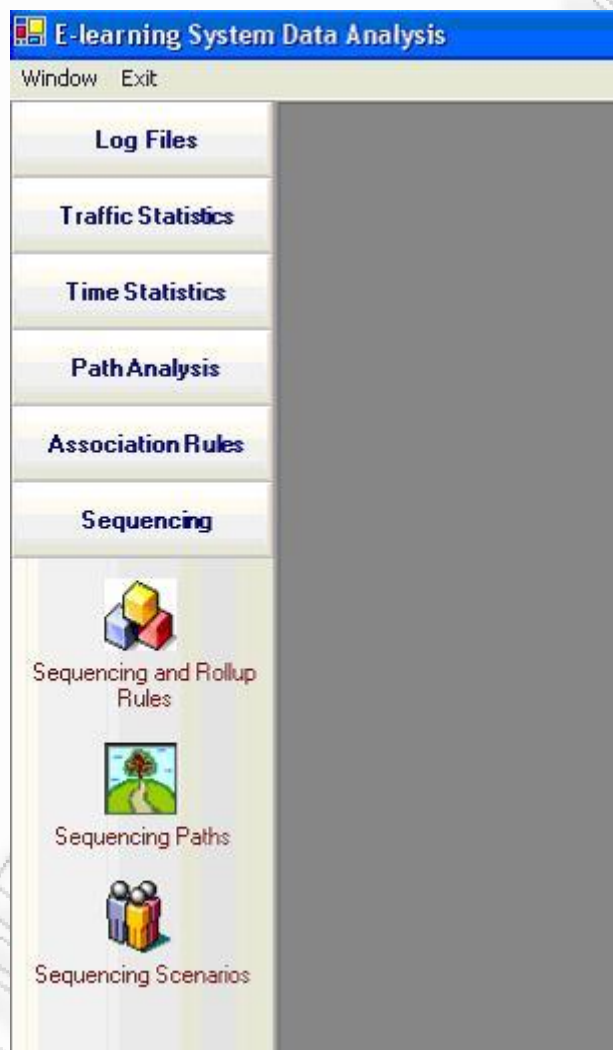 E-learning System Data Analysis
Window Exit
Log Files
Traffic Statistics
Time Statistics
Path Analysis
Association Rules
Sequencing
Sequencing and Rollup
Rules
Sequencing Paths
Sequencing Scenarios